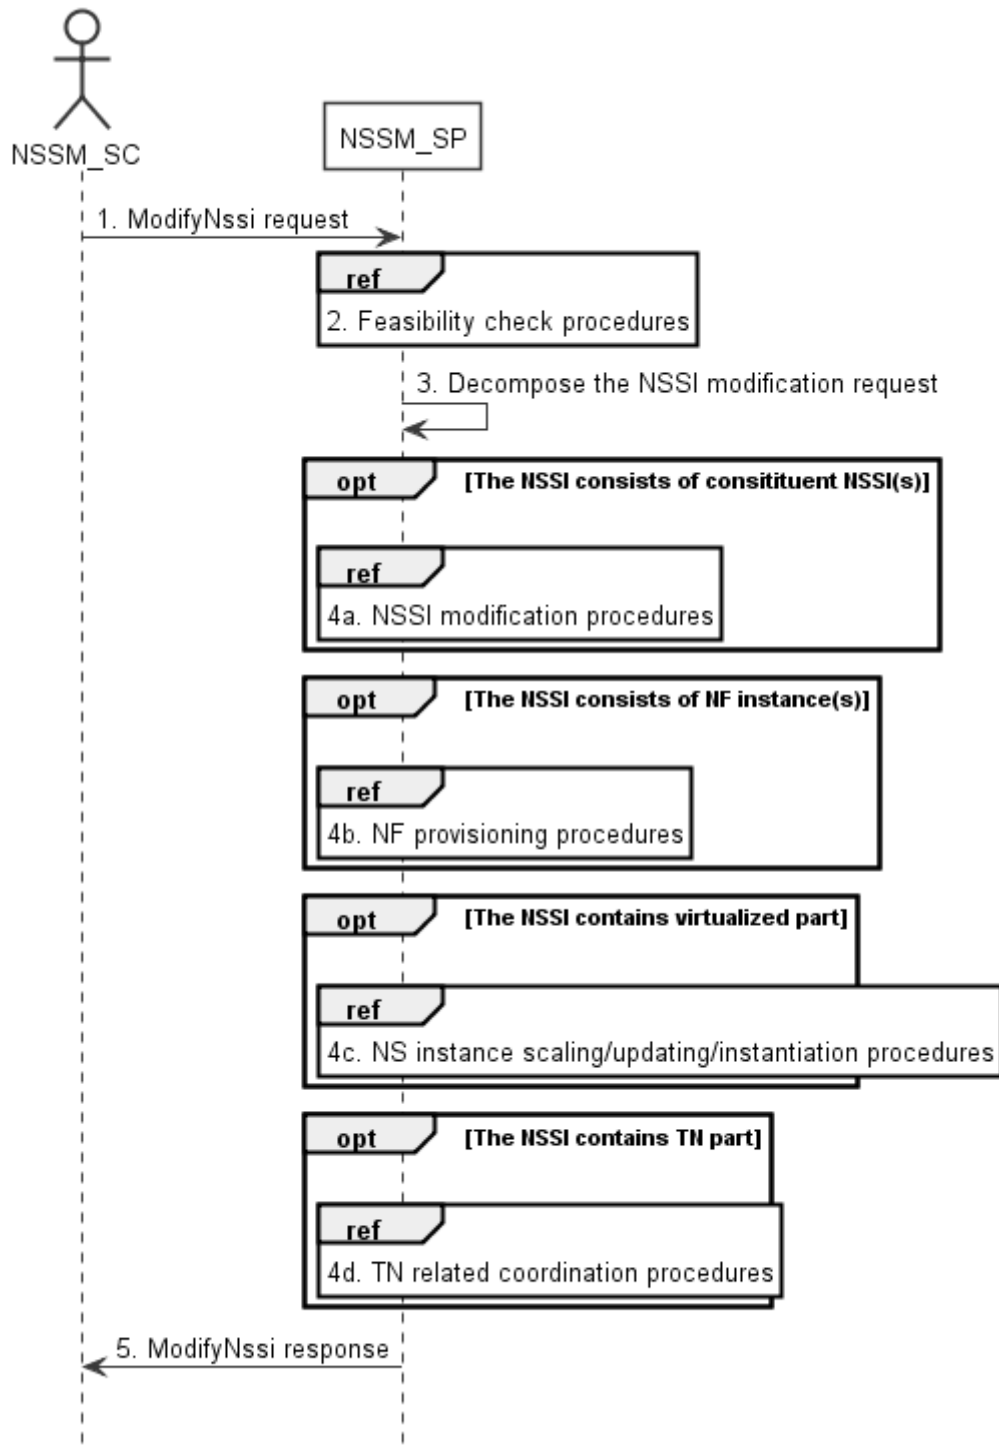 NSSM_SC
NSSM_SP
1. ModifyNssi request
ref
2. Feasibility check procedures
3. Decompose the NSSI modification request
opt [The NSSI consists of consitituent NSSI(s)]
ref
4a. NSSI modification procedures
opt [The NSSI consists of NF instance(s)]
ref
4b. NF provisioning procedures
opt [The NSSI contains virtualized part]
ref
4c. NS instance scaling/updating/instantiation procedures
opt [The NSSI contains TN part]
ref
4d. TN related coordination procedures
5. ModifyNssi response